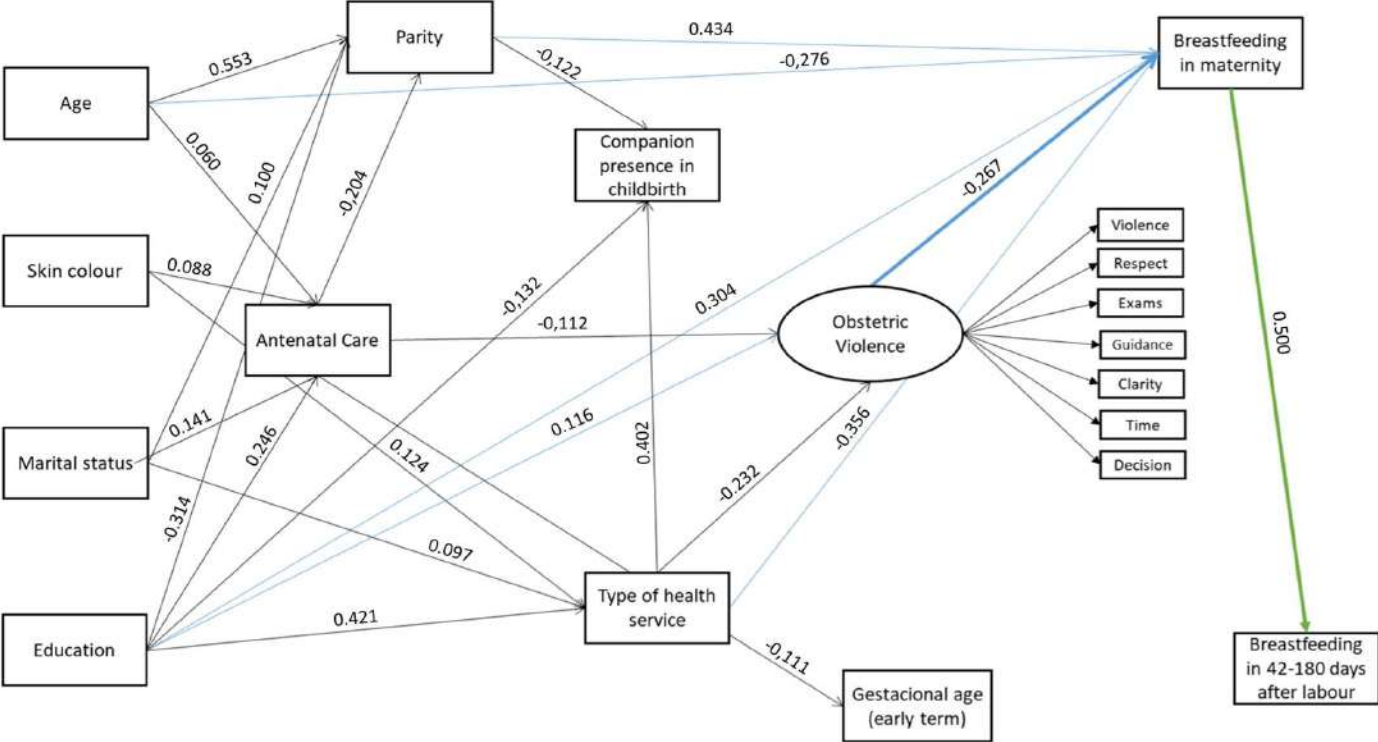 Parity
0.434
Breastfeeding
in maternity
-0,276
-0,122
0.553
Age
Companion
presence in
childbirth
0.060
0.100
-0,204
-0,267
Violence
Skin colour
0.088
Respect
-0,132
0.304
Exams
Antenatal Care
-0,112
Obstetric
Violence
0.500
Guidance
Clarity
0.141
0.246
0.116
Time
0.124
0.402
-0.356
Marital status
Decision
-0.232
-0.314
0.097
Type of health
service
0.421
Education
-0,111
Breastfeeding
in 42-180 days
after labour
Gestacional age
(early term)